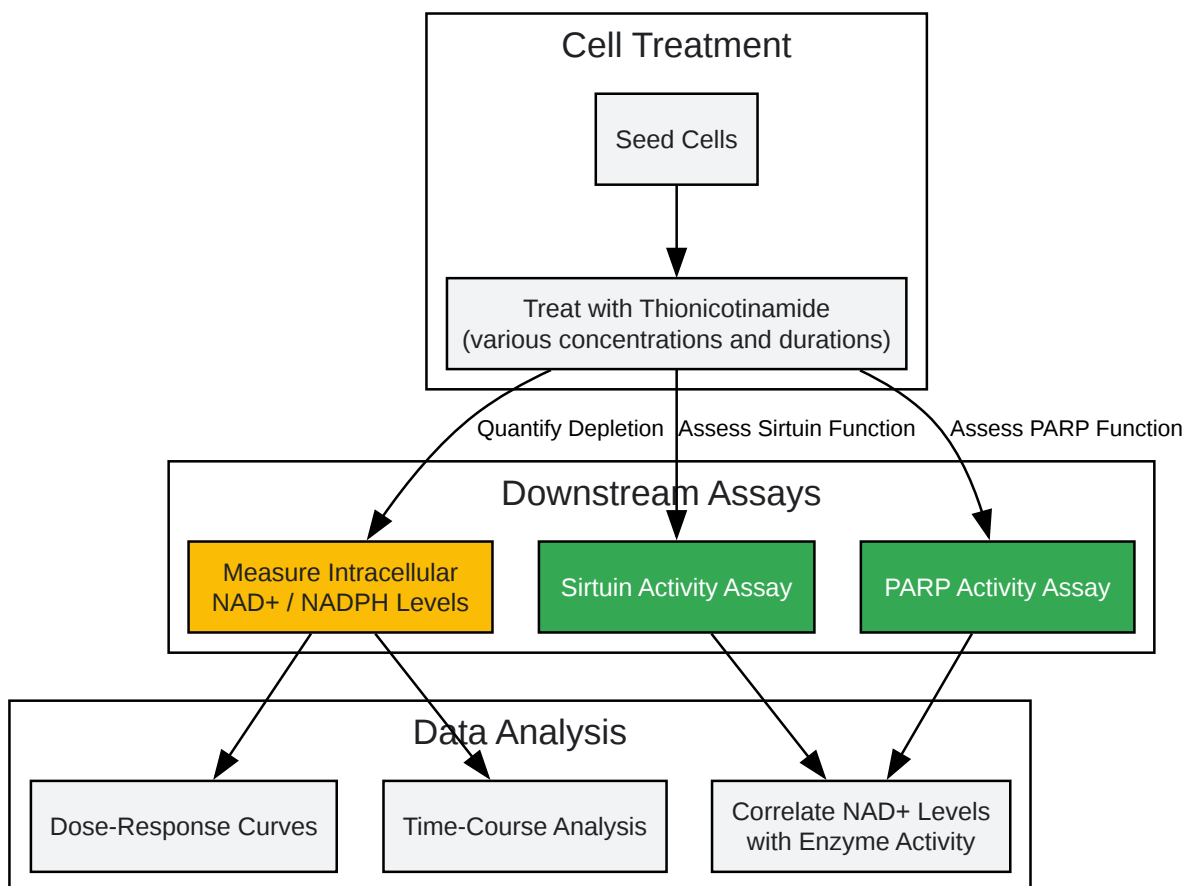 Cell Treatment
Seed Cells
Treat with Thionicotinamide
(various concentrations and durations)
Quantify Depletion
Assess Sirtuin Function
Assess PARP Function
Downstream Assays
Measure Intracellular
NAD+ / NADPH Levels
Sirtuin Activity Assay
PARP Activity Assay
Data Analysis
Dose-Response Curves
Time-Course Analysis
Correlate NAD+ Levels
with Enzyme Activity